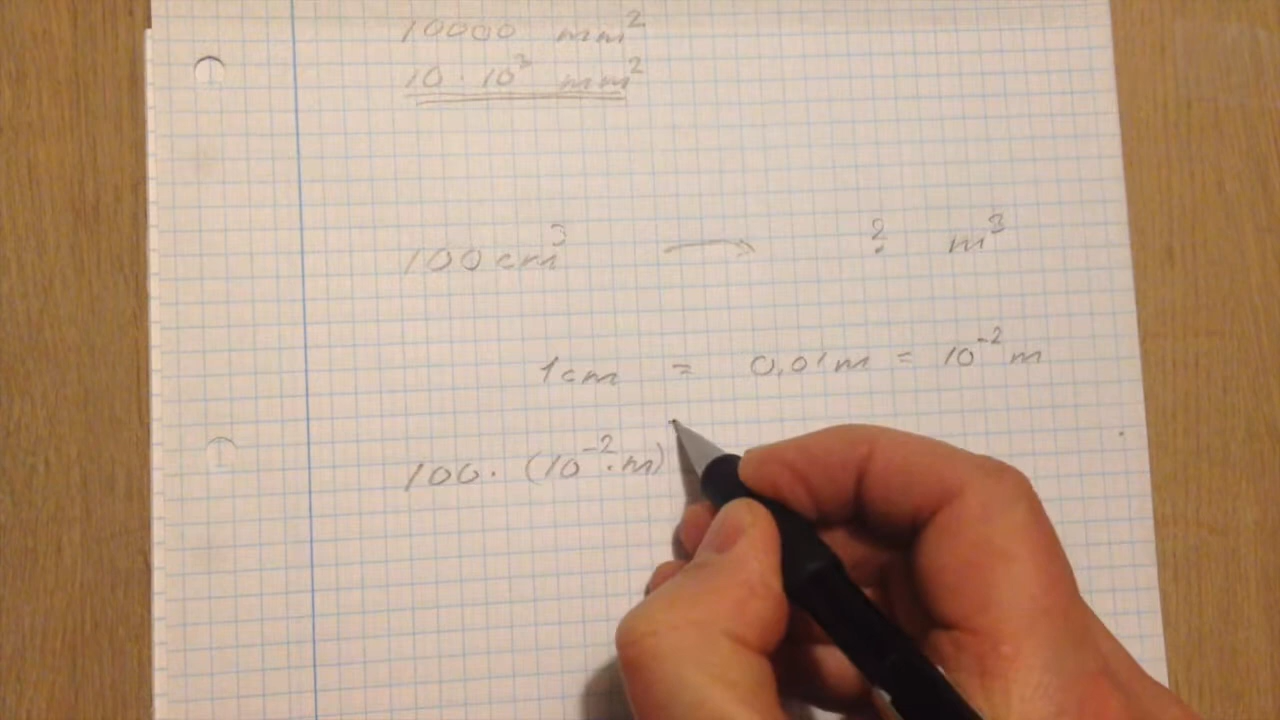 10000 mm²
10 · 10³ mm²
100 cm³ → ? m³
1 cm = 0,01 m = 10⁻² m
100 · (10⁻² · m)